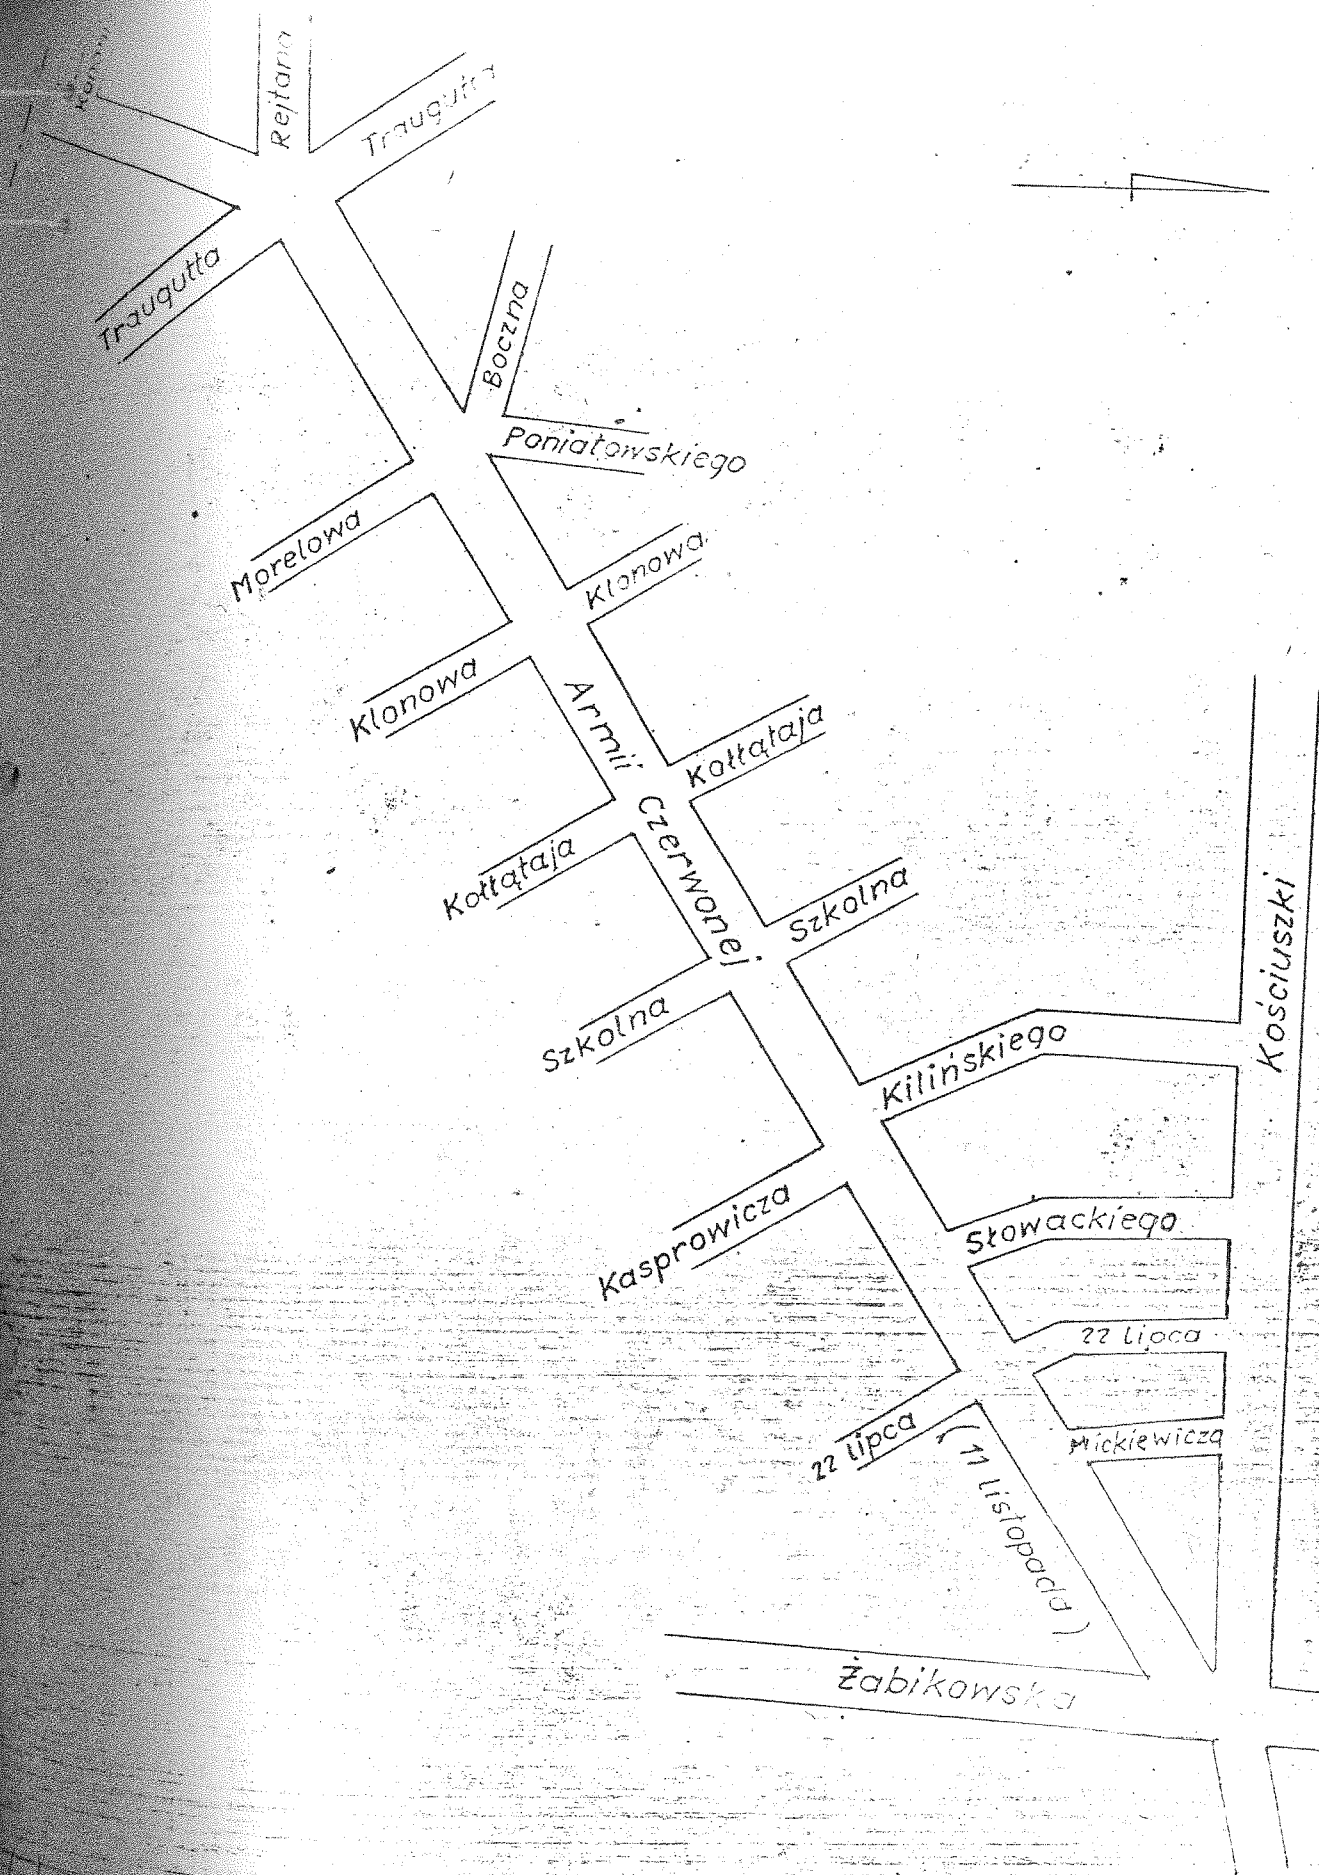 Rejtana
Traugutta
Traugutta
Boczna
Poniatowskiego
Morelowa
Klonowa
Klonowa
Armii Czerwonej
Kołłątaja
Kołłątaja
Szkolna
Szkolna
Kościuszki
Kilińskiego
Kasprowicza
Słowackiego
22 lipca
22 lipca
Mickiewicza
(11 listopada)
Żabikowska